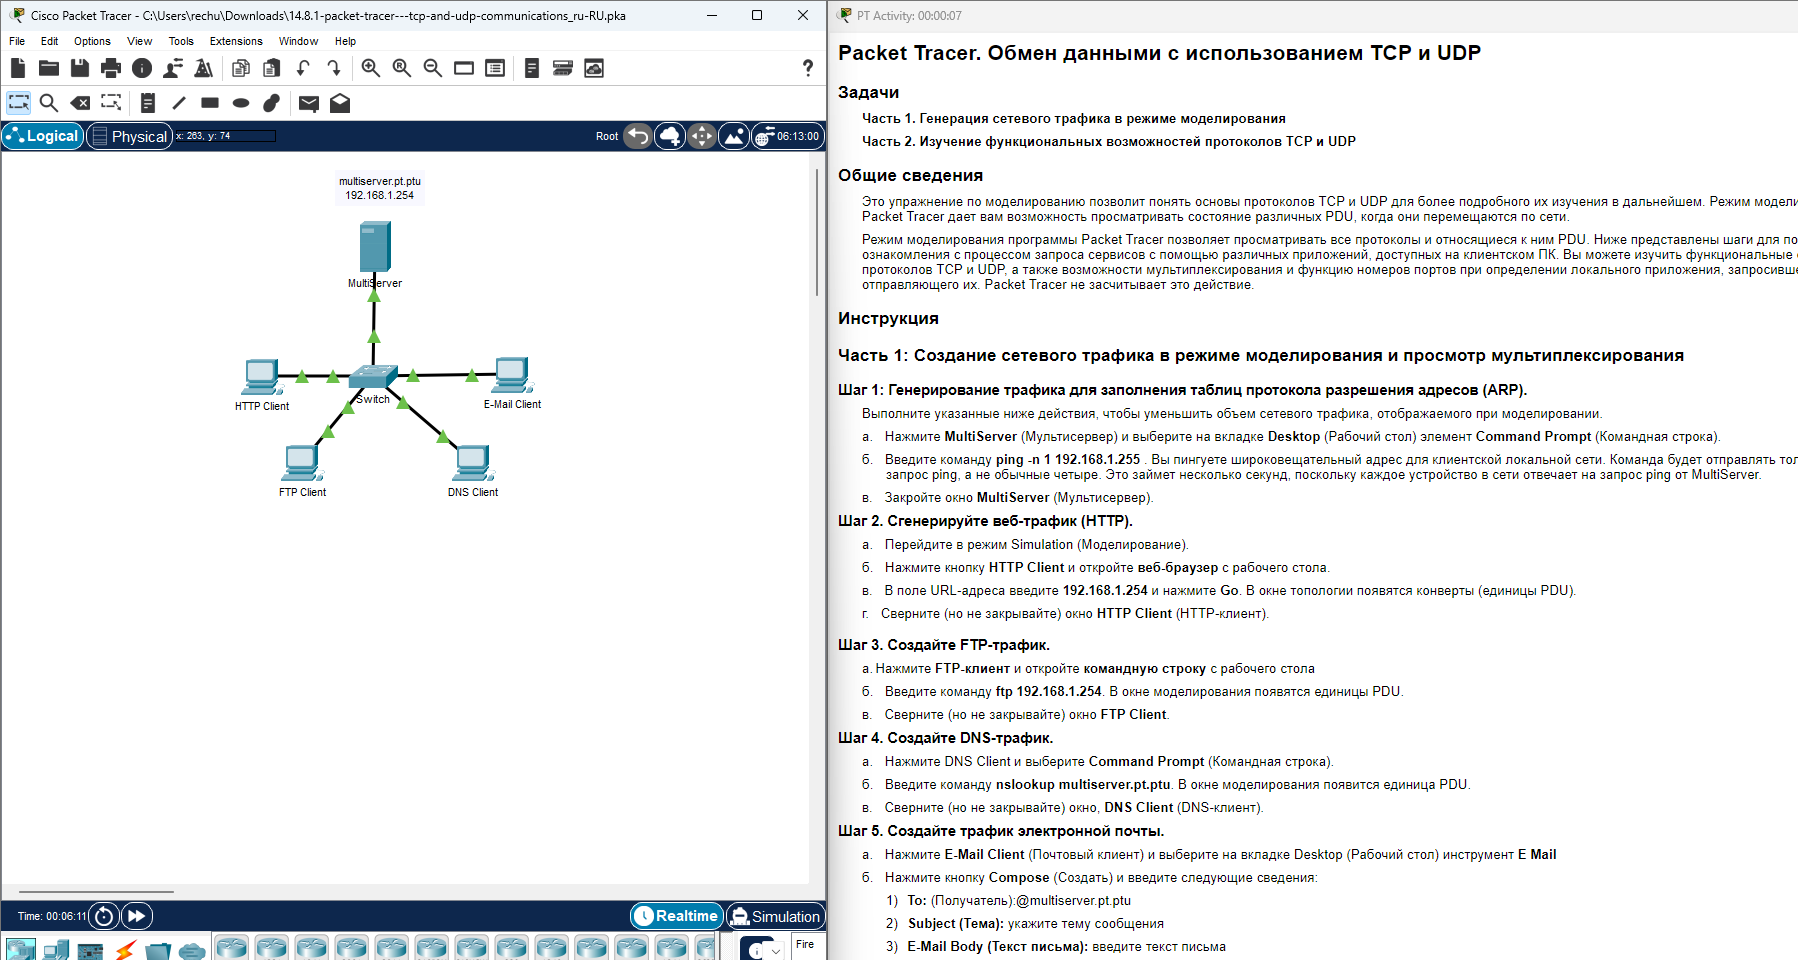 Cisco Packet Tracer - C:\Users\rechu\Downloads\14.8.1-packet-tracer---tcp-and-udp-communications_ru-RU.pka
File Edit Options View Tools Extensions Window Help
?
Logical Physical x: 263, y: 74 Root 06:13:00
multiserver.pt.ptu
192.168.1.254
MultiServer
HTTP Client
Switch
E-Mail Client
FTP Client
DNS Client
Time: 00:06:11 Realtime Simulation
Fire
PT Activity: 00:00:07
Packet Tracer. Обмен данными с использованием TCP и UDP
Задачи
Часть 1. Генерация сетевого трафика в режиме моделирования
Часть 2. Изучение функциональных возможностей протоколов TCP и UDP
Общие сведения
Это упражнение по моделированию позволит понять основы протоколов TCP и UDP для более подробного их изучения в дальнейшем. Режим модели
Packet Tracer дает вам возможность просматривать состояние различных PDU, когда они перемещаются по сети.
Режим моделирования программы Packet Tracer позволяет просматривать все протоколы и относящиеся к ним PDU. Ниже представлены шаги для по
ознакомления с процессом запроса сервисов с помощью различных приложений, доступных на клиентском ПК. Вы можете изучить функциональные
протоколов TCP и UDP, а также возможности мультиплексирования и функцию номеров портов при определении локального приложения, запросивше
отправляющего их. Packet Tracer не засчитывает это действие.
Инструкция
Часть 1: Создание сетевого трафика в режиме моделирования и просмотр мультиплексирования
Шаг 1: Генерирование трафика для заполнения таблиц протокола разрешения адресов (ARP).
Выполните указанные ниже действия, чтобы уменьшить объем сетевого трафика, отображаемого при моделировании.
а. Нажмите MultiServer (Мультисервер) и выберите на вкладке Desktop (Рабочий стол) элемент Command Prompt (Командная строка).
б. Введите команду ping -n 1 192.168.1.255 . Вы пингуете широковещательный адрес для клиентской локальной сети. Команда будет отправлять тол
запрос ping, а не обычные четыре. Это займет несколько секунд, поскольку каждое устройство в сети отвечает на запрос ping от MultiServer.
в. Закройте окно MultiServer (Мультисервер).
Шаг 2. Сгенерируйте веб-трафик (HTTP).
а. Перейдите в режим Simulation (Моделирование).
б. Нажмите кнопку HTTP Client и откройте веб-браузер с рабочего стола.
в. В поле URL-адреса введите 192.168.1.254 и нажмите Go. В окне топологии появятся конверты (единицы PDU).
г. Сверните (но не закрывайте) окно HTTP Client (HTTP-клиент).
Шаг 3. Создайте FTP-трафик.
а. Нажмите FTP-клиент и откройте командную строку с рабочего стола
б. Введите команду ftp 192.168.1.254. В окне моделирования появятся единицы PDU.
в. Сверните (но не закрывайте) окно FTP Client.
Шаг 4. Создайте DNS-трафик.
а. Нажмите DNS Client и выберите Command Prompt (Командная строка).
б. Введите команду nslookup multiserver.pt.ptu. В окне моделирования появится единица PDU.
в. Сверните (но не закрывайте) окно, DNS Client (DNS-клиент).
Шаг 5. Создайте трафик электронной почты.
а. Нажмите E-Mail Client (Почтовый клиент) и выберите на вкладке Desktop (Рабочий стол) инструмент E Mail
б. Нажмите кнопку Compose (Создать) и введите следующие сведения:
1) To: (Получатель):@multiserver.pt.ptu
2) Subject (Тема): укажите тему сообщения
3) E-Mail Body (Текст письма): введите текст письма